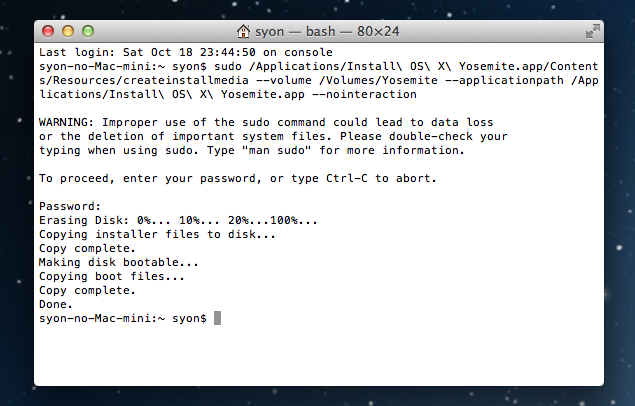 syon — bash — 80×24
Last login: Sat Oct 18 23:44:50 on console
syon-no-Mac-mini:~ syon$ sudo /Applications/Install\ OS\ X\ Yosemite.app/Content
s/Resources/createinstallmedia --volume /Volumes/Yosemite --applicationpath /App
lications/Install\ OS\ X\ Yosemite.app --nointeraction
WARNING: Improper use of the sudo command could lead to data loss
or the deletion of important system files. Please double-check your
typing when using sudo. Type "man sudo" for more information.
To proceed, enter your password, or type Ctrl-C to abort.
Password:
Erasing Disk: 0%... 10%... 20%...100%...
Copying installer files to disk...
Copy complete.
Making disk bootable...
Copying boot files...
Copy complete.
Done.
syon-no-Mac-mini:~ syon$